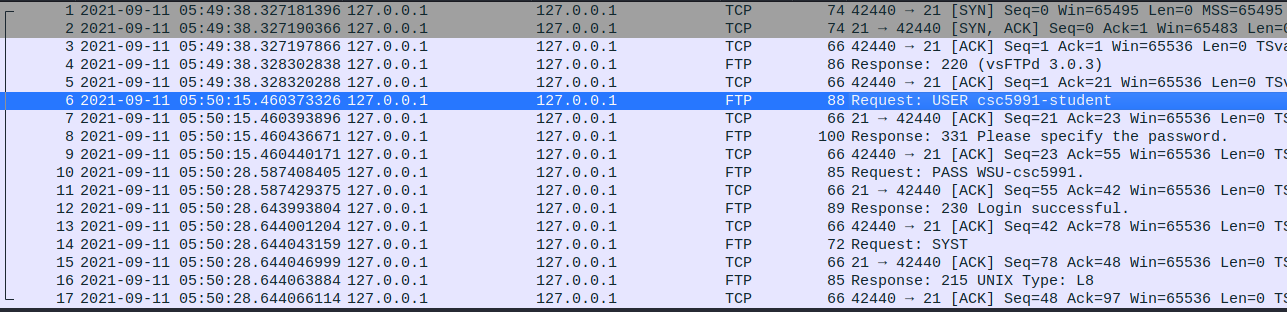 1 2021-09-11 05:49:38.327181396 127.0.0.1 127.0.0.1 TCP 74 42440 → 21 [SYN] Seq=0 Win=65495 Len=0 MSS=65495
2 2021-09-11 05:49:38.327190366 127.0.0.1 127.0.0.1 TCP 74 21 → 42440 [SYN, ACK] Seq=0 Ack=1 Win=65483 Len=
3 2021-09-11 05:49:38.327197866 127.0.0.1 127.0.0.1 TCP 66 42440 → 21 [ACK] Seq=1 Ack=1 Win=65536 Len=0 TSva
4 2021-09-11 05:49:38.328302838 127.0.0.1 127.0.0.1 FTP 86 Response: 220 (vsFTPd 3.0.3)
5 2021-09-11 05:49:38.328320288 127.0.0.1 127.0.0.1 TCP 66 42440 → 21 [ACK] Seq=1 Ack=21 Win=65536 Len=0 TSv
6 2021-09-11 05:50:15.460373326 127.0.0.1 127.0.0.1 FTP 88 Request: USER csc5991-student
7 2021-09-11 05:50:15.460393896 127.0.0.1 127.0.0.1 TCP 66 21 → 42440 [ACK] Seq=21 Ack=23 Win=65536 Len=0 TS
8 2021-09-11 05:50:15.460436671 127.0.0.1 127.0.0.1 FTP 100 Response: 331 Please specify the password.
9 2021-09-11 05:50:15.460440171 127.0.0.1 127.0.0.1 TCP 66 42440 → 21 [ACK] Seq=23 Ack=55 Win=65536 Len=0 TS
10 2021-09-11 05:50:28.587408405 127.0.0.1 127.0.0.1 FTP 85 Request: PASS WSU-csc5991.
11 2021-09-11 05:50:28.587429375 127.0.0.1 127.0.0.1 TCP 66 21 → 42440 [ACK] Seq=55 Ack=42 Win=65536 Len=0 TS
12 2021-09-11 05:50:28.643993804 127.0.0.1 127.0.0.1 FTP 89 Response: 230 Login successful.
13 2021-09-11 05:50:28.644001204 127.0.0.1 127.0.0.1 TCP 66 42440 → 21 [ACK] Seq=42 Ack=78 Win=65536 Len=0 TS
14 2021-09-11 05:50:28.644043159 127.0.0.1 127.0.0.1 FTP 72 Request: SYST
15 2021-09-11 05:50:28.644046999 127.0.0.1 127.0.0.1 TCP 66 21 → 42440 [ACK] Seq=78 Ack=48 Win=65536 Len=0 TS
16 2021-09-11 05:50:28.644063884 127.0.0.1 127.0.0.1 FTP 85 Response: 215 UNIX Type: L8
17 2021-09-11 05:50:28.644066114 127.0.0.1 127.0.0.1 TCP 66 42440 → 21 [ACK] Seq=48 Ack=97 Win=65536 Len=0 TS